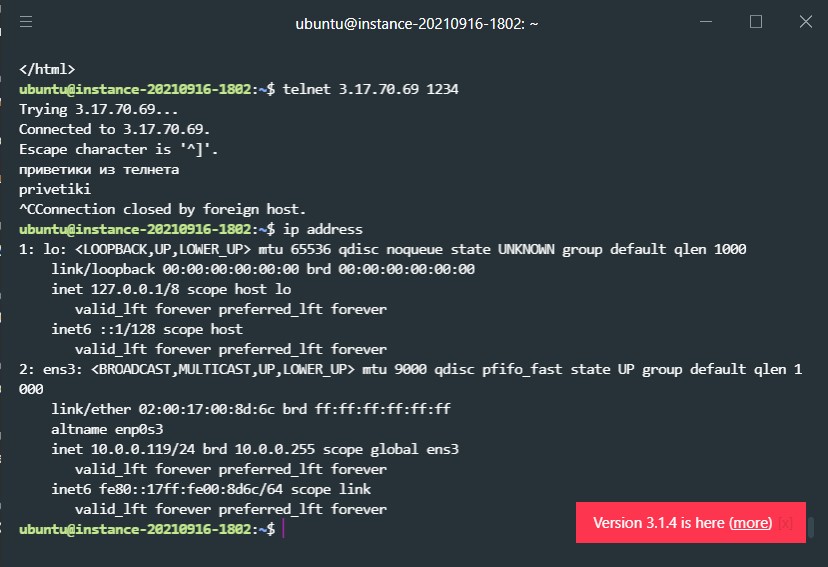 ubuntu@instance-20210916-1802: ~
</html>
ubuntu@instance-20210916-1802:~$ telnet 3.17.70.69 1234
Trying 3.17.70.69...
Connected to 3.17.70.69.
Escape character is '^]'.
приветики из телнета
privetiki
^CConnection closed by foreign host.
ubuntu@instance-20210916-1802:~$ ip address
1: lo: <LOOPBACK,UP,LOWER_UP> mtu 65536 qdisc noqueue state UNKNOWN group default qlen 1000
    link/loopback 00:00:00:00:00:00 brd 00:00:00:00:00:00
    inet 127.0.0.1/8 scope host lo
       valid_lft forever preferred_lft forever
    inet6 ::1/128 scope host
       valid_lft forever preferred_lft forever
2: ens3: <BROADCAST,MULTICAST,UP,LOWER_UP> mtu 9000 qdisc pfifo_fast state UP group default qlen 1
000
    link/ether 02:00:17:00:8d:6c brd ff:ff:ff:ff:ff:ff
    altname enp0s3
    inet 10.0.0.119/24 brd 10.0.0.255 scope global ens3
       valid_lft forever preferred_lft forever
    inet6 fe80::17ff:fe00:8d6c/64 scope link
       valid_lft forever preferred_lft forever
ubuntu@instance-20210916-1802:~$
Version 3.1.4 is here (more) [x]